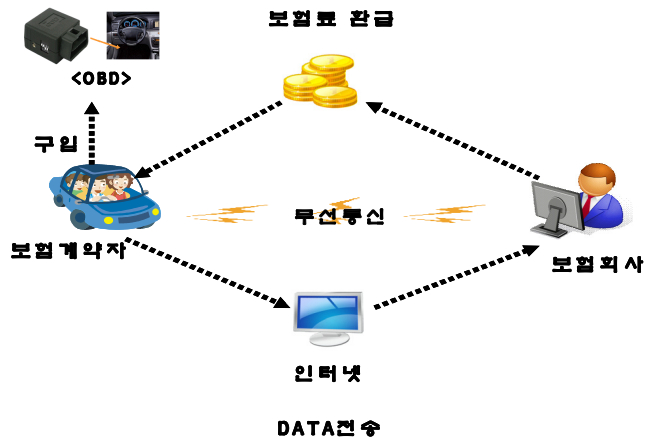 보험료 환급
<OBD>
구입
무선통신
보험계약자
보험회사
인터넷
DATA전송